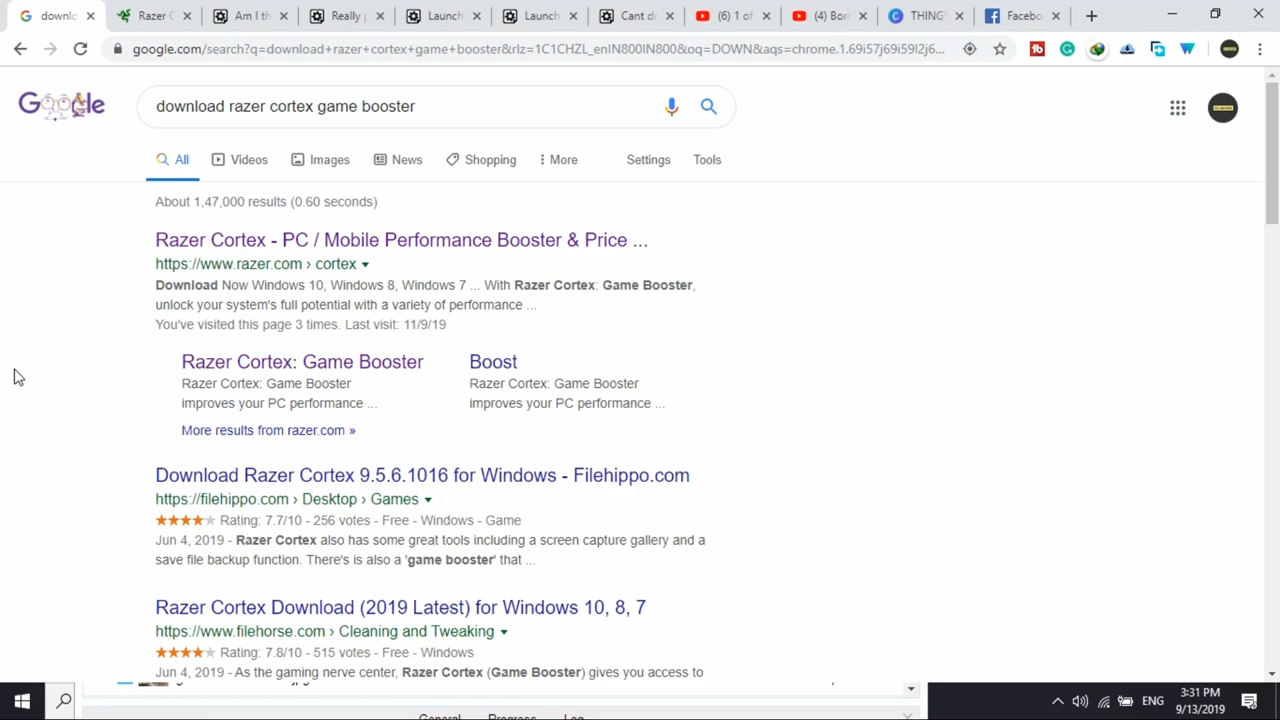 downlo
Razer C
Am I th
Really p
Launch
Launch
Cant d
(6) 1 of
(4) Bor
THING
Facebo
google.com/search?q=download+razer+cortex+game+booster&rlz=1C1CHZL_enIN800IN800&oq=DOWN&aqs=chrome.1.69i57j69i59l2j6...
Google
download razer cortex game booster
All
Videos
Images
News
Shopping
More
Settings
Tools
About 1,47,000 results (0.60 seconds)
Razer Cortex - PC / Mobile Performance Booster & Price ...
https://www.razer.com › cortex
Download Now Windows 10, Windows 8, Windows 7 ... With Razer Cortex: Game Booster,
unlock your system's full potential with a variety of performance ...
You've visited this page 3 times. Last visit: 11/9/19
Razer Cortex: Game Booster
Razer Cortex: Game Booster
improves your PC performance ...
Boost
Razer Cortex: Game Booster
improves your PC performance ...
More results from razer.com »
Download Razer Cortex 9.5.6.1016 for Windows - Filehippo.com
https://filehippo.com › Desktop › Games
Rating: 7.7/10 - 256 votes - Free - Windows - Game
Jun 4, 2019 - Razer Cortex also has some great tools including a screen capture gallery and a
save file backup function. There's is also a 'game booster' that ...
Razer Cortex Download (2019 Latest) for Windows 10, 8, 7
https://www.filehorse.com › Cleaning and Tweaking
Rating: 7.8/10 - 515 votes - Free - Windows
Jun 4, 2019 - As the gaming nerve center, Razer Cortex (Game Booster) gives you access to
General
Progress
Log
ENG
3:31 PM
9/13/2019